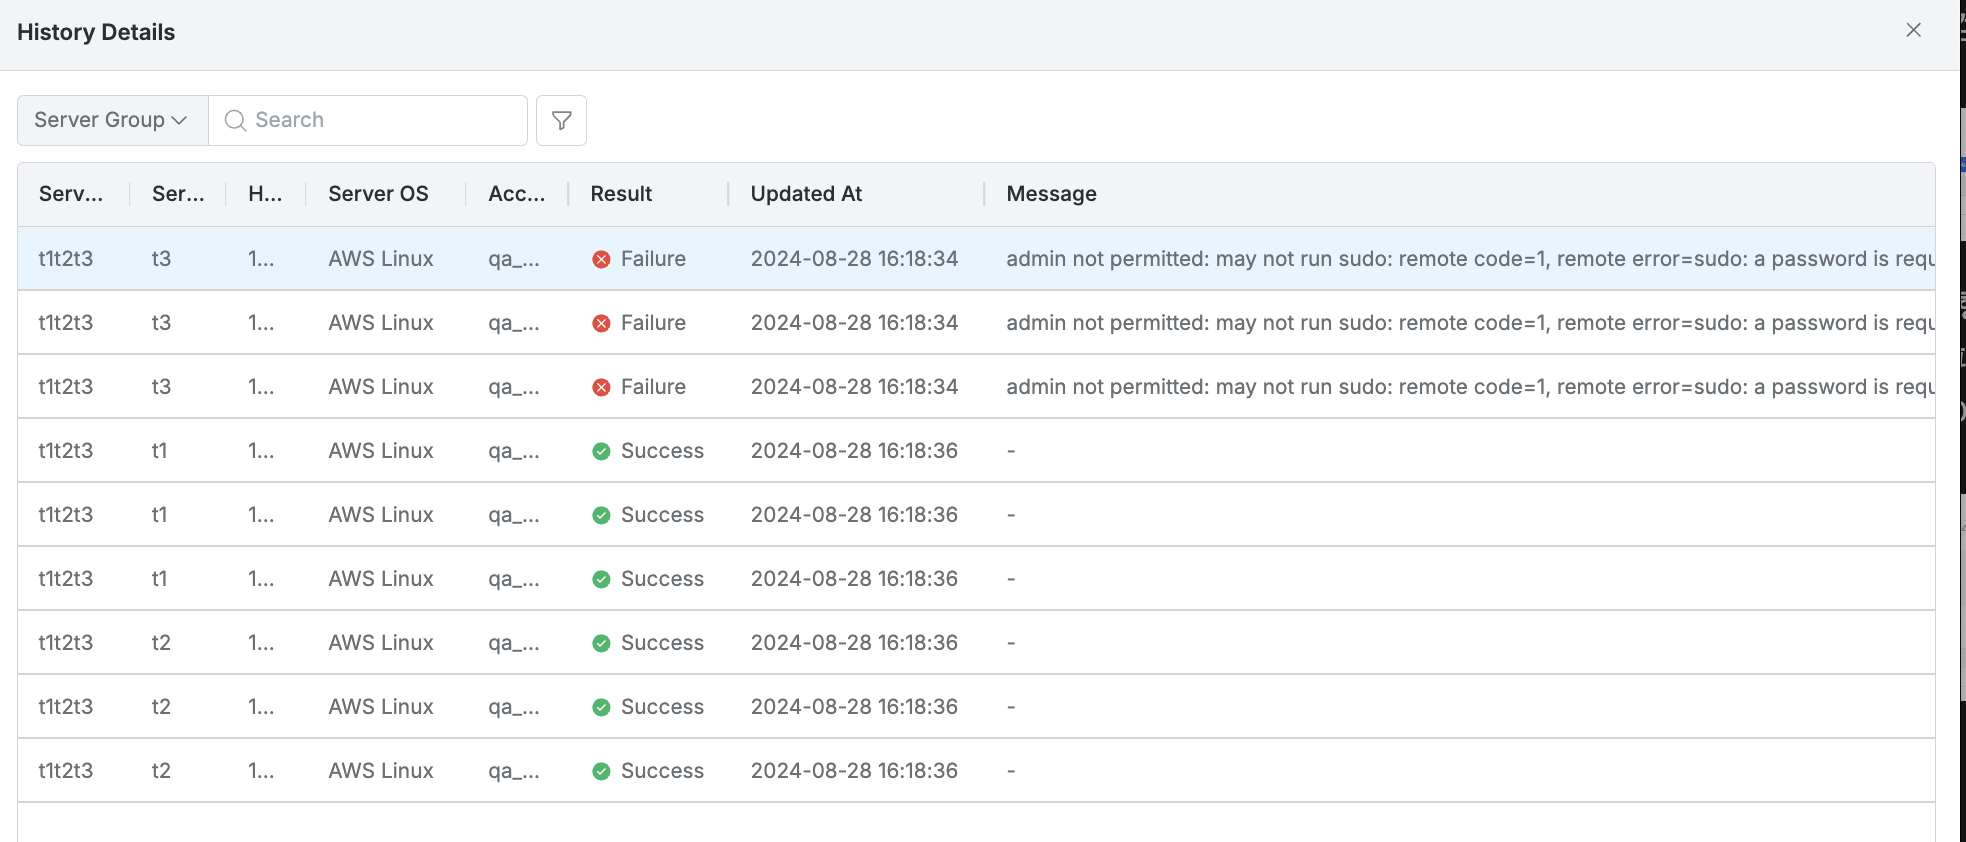 History Details
Server Group Search
Serv... Ser... H... Server OS Acc... Result Updated At Message
t1t2t3 t3 1... AWS Linux qa_... Failure 2024-08-28 16:18:34 admin not permitted: may not run sudo: remote code=1, remote error=sudo: a password is requ
t1t2t3 t3 1... AWS Linux qa_... Failure 2024-08-28 16:18:34 admin not permitted: may not run sudo: remote code=1, remote error=sudo: a password is requ
t1t2t3 t3 1... AWS Linux qa_... Failure 2024-08-28 16:18:34 admin not permitted: may not run sudo: remote code=1, remote error=sudo: a password is requ
t1t2t3 t1 1... AWS Linux qa_... Success 2024-08-28 16:18:36 -
t1t2t3 t1 1... AWS Linux qa_... Success 2024-08-28 16:18:36 -
t1t2t3 t1 1... AWS Linux qa_... Success 2024-08-28 16:18:36 -
t1t2t3 t2 1... AWS Linux qa_... Success 2024-08-28 16:18:36 -
t1t2t3 t2 1... AWS Linux qa_... Success 2024-08-28 16:18:36 -
t1t2t3 t2 1... AWS Linux qa_... Success 2024-08-28 16:18:36 -